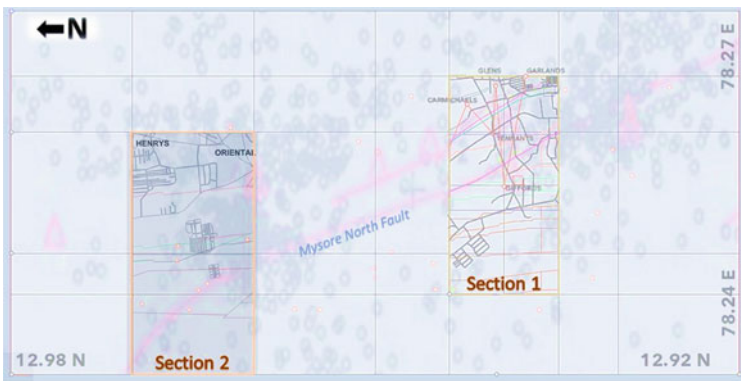 N
78.27 E
GLENS
GARLANDS
CARMICHAELS
TENNANTS
HENRYS
ORIENTAL
GIFFORDS
Mysore North Fault
Section 1
78.24 E
12.98 N
Section 2
12.92 N